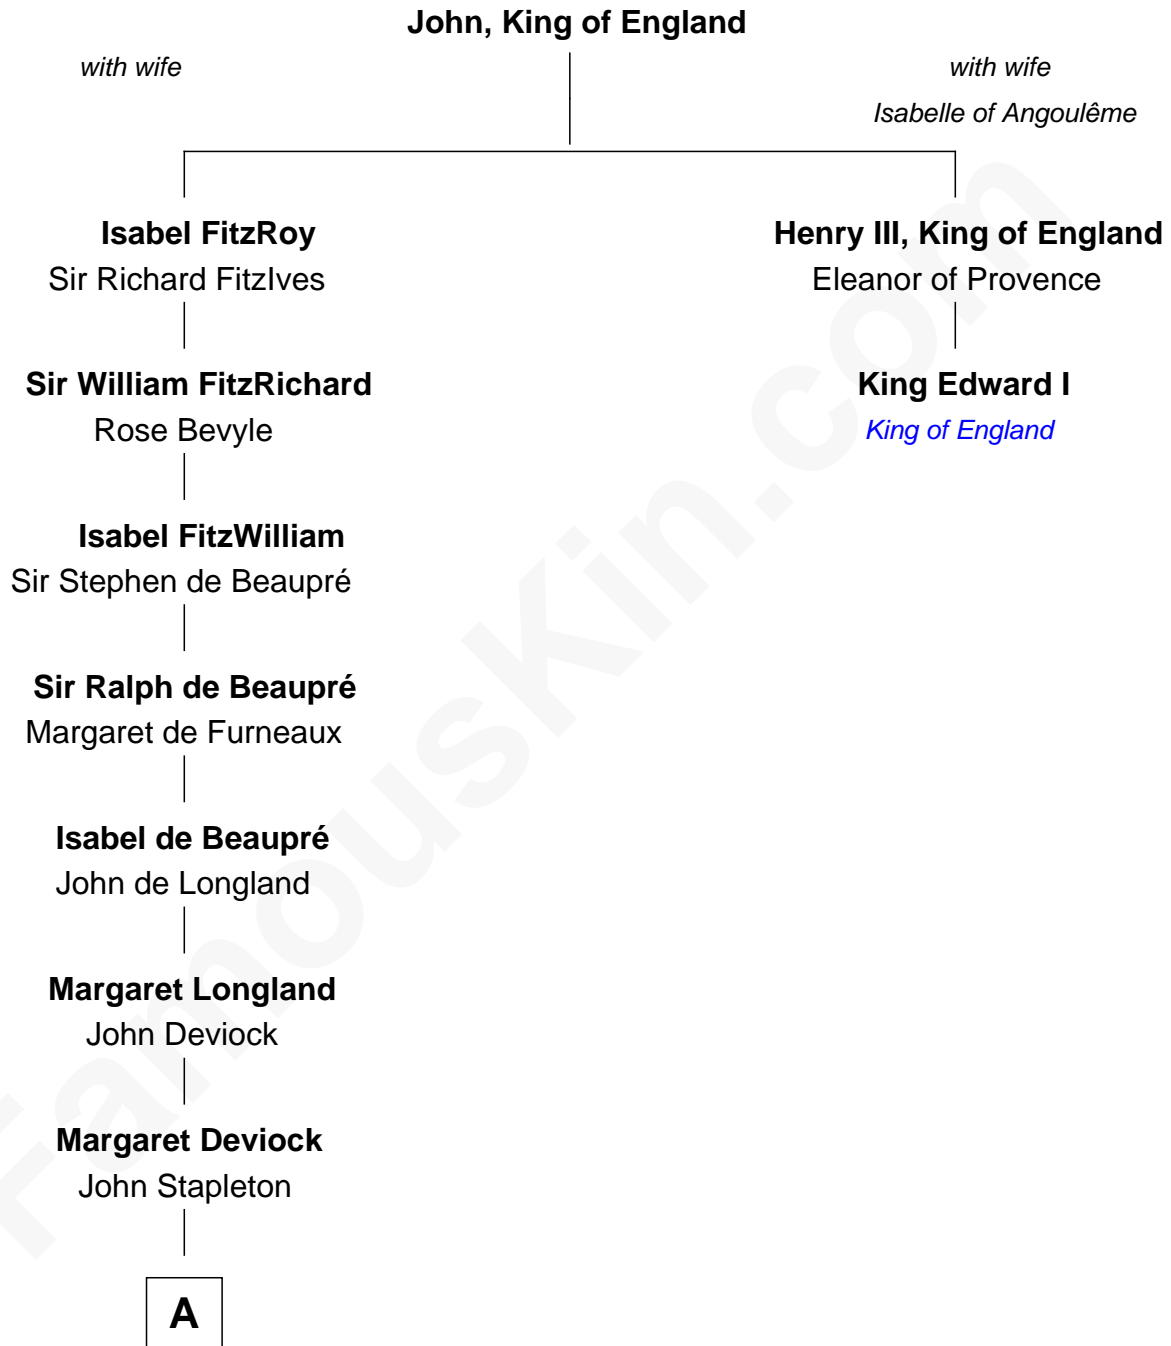 John, King of England
with wife
with wife
Isabelle of Angoulême
Isabel FitzRoy
Henry III, King of England
Sir Richard FitzIves
Eleanor of Provence
Sir William FitzRichard
King Edward I
Rose Bevyle
King of England
Isabel FitzWilliam
Sir Stephen de Beaupré
Sir Ralph de Beaupré
Margaret de Furneaux
Isabel de Beaupré
John de Longland
Margaret Longland
John Deviock
Margaret Deviock
John Stapleton
A
FamousKin.com